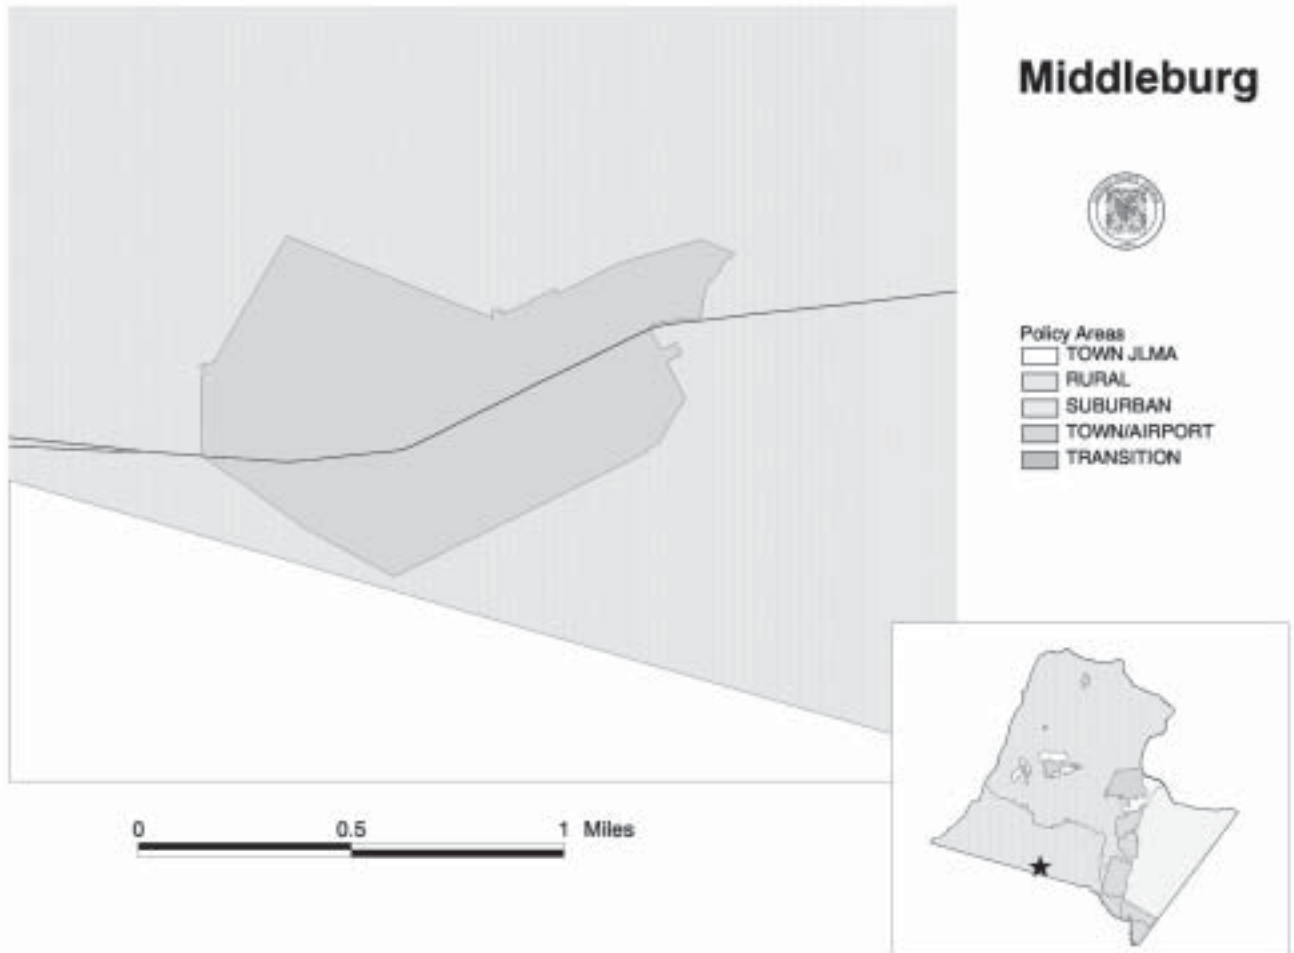 Middleburg
Policy Areas
TOWN JLMA
RURAL
SUBURBAN
TOWN/AIRPORT
TRANSITION
0 0.5 1 Miles